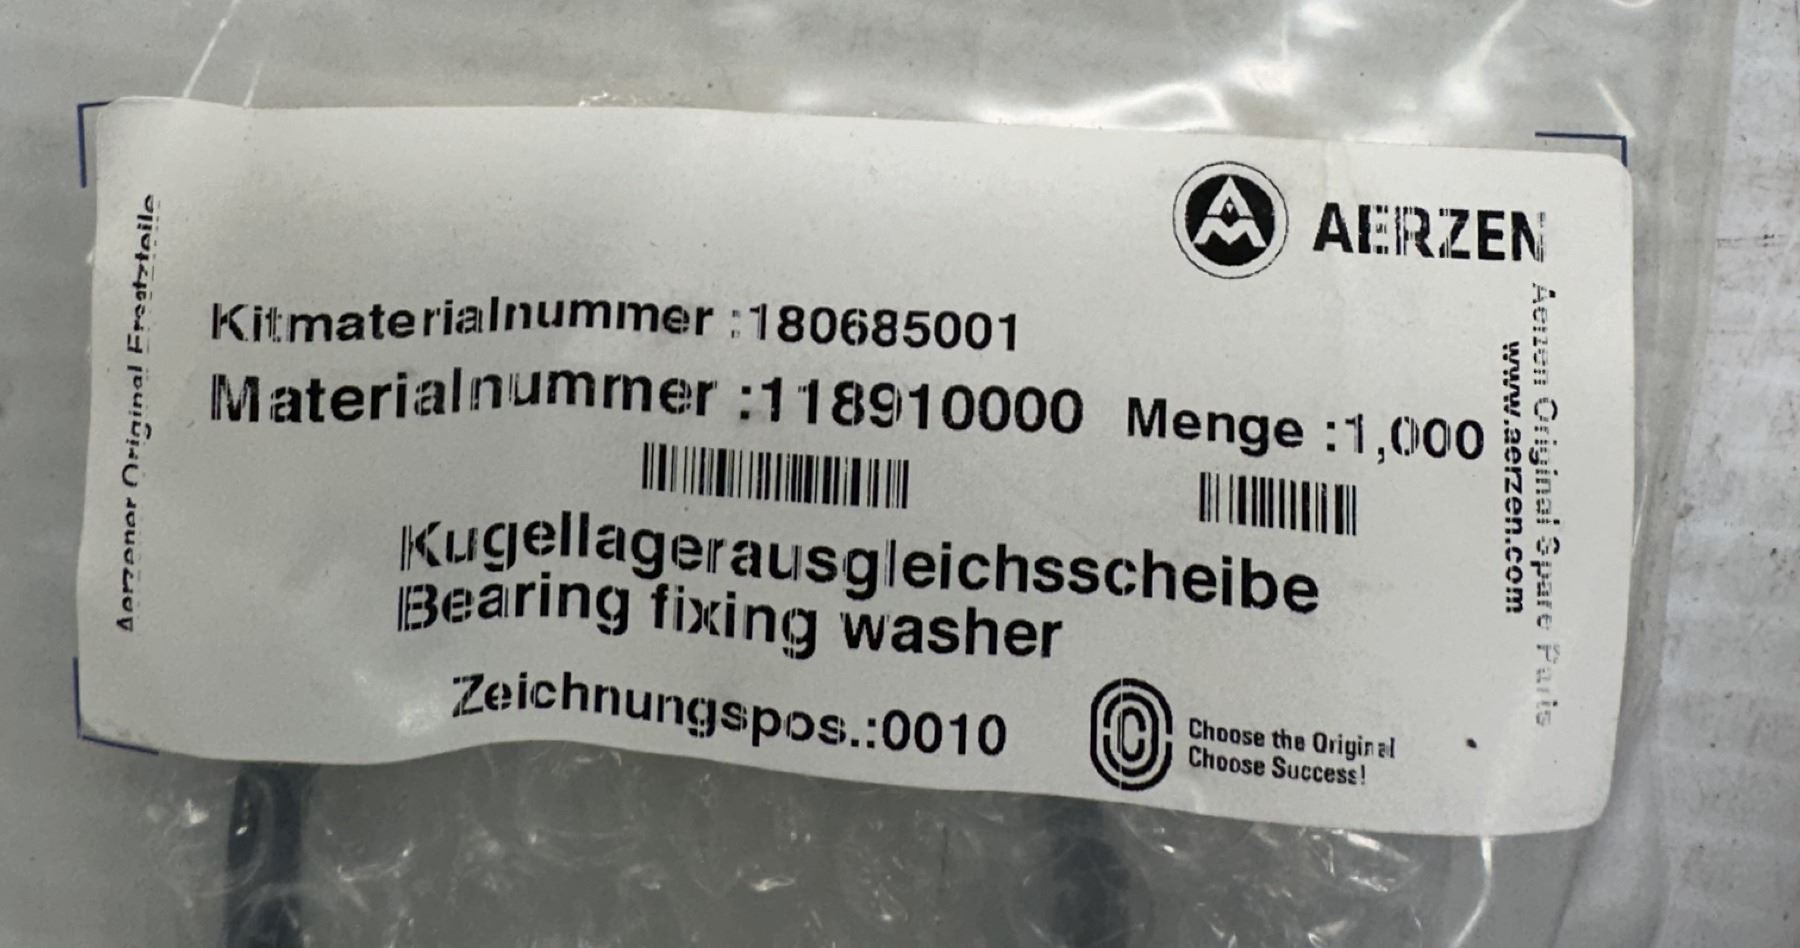 AERZEN
Kitmaterialnummer :180685001
Materialnummer :118910000 Menge :1,000
Kugellagerausgleichsscheibe
Bearing fixing washer
Zeichnungspos.:0010
Choose the Original
Choose Success!
Aerzener Original Ersatzteile
Aerzen Original Spare Parts
www.aerzen.com